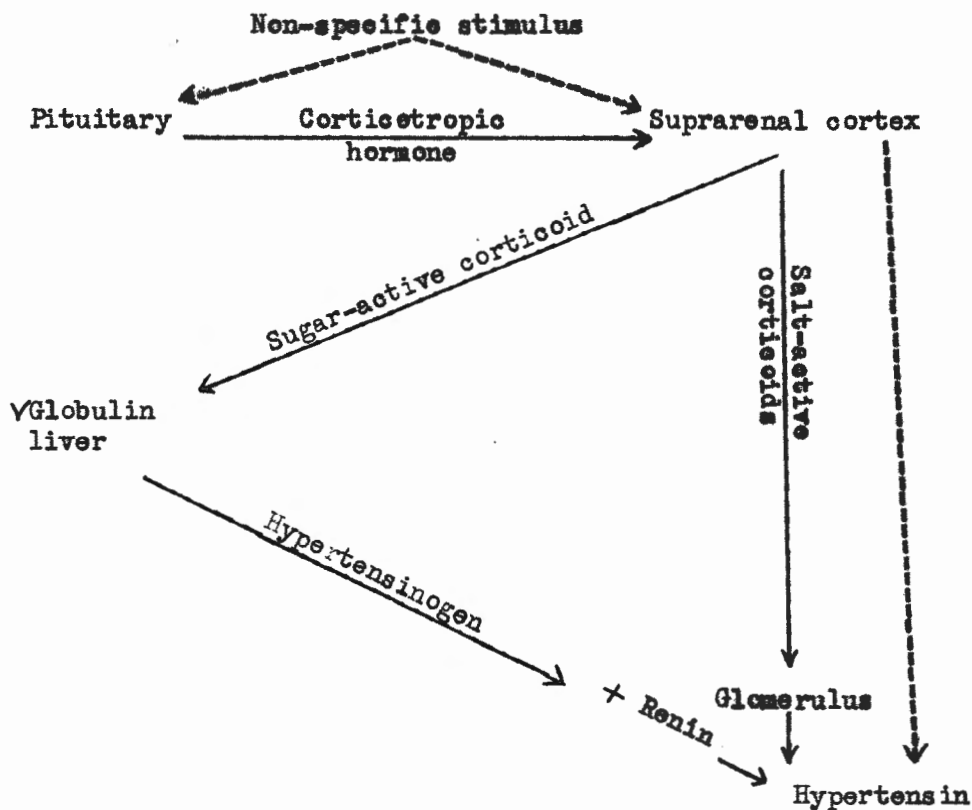 Non-specific stimulus
Pituitary
Corticotropic
hormone
Suprarenal cortex
Sugar-active corticoid
Salt-active
corticoids
γGlobulin
liver
Hypertensinogen
+ Renin
Glomerulus
Hypertensin